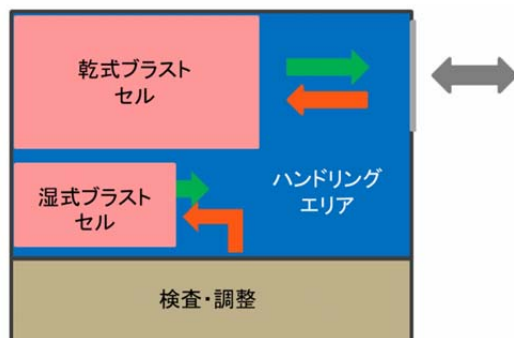 乾式ブラスト
セル
湿式ブラスト
セル
ハンドリング
エリア
検査・調整